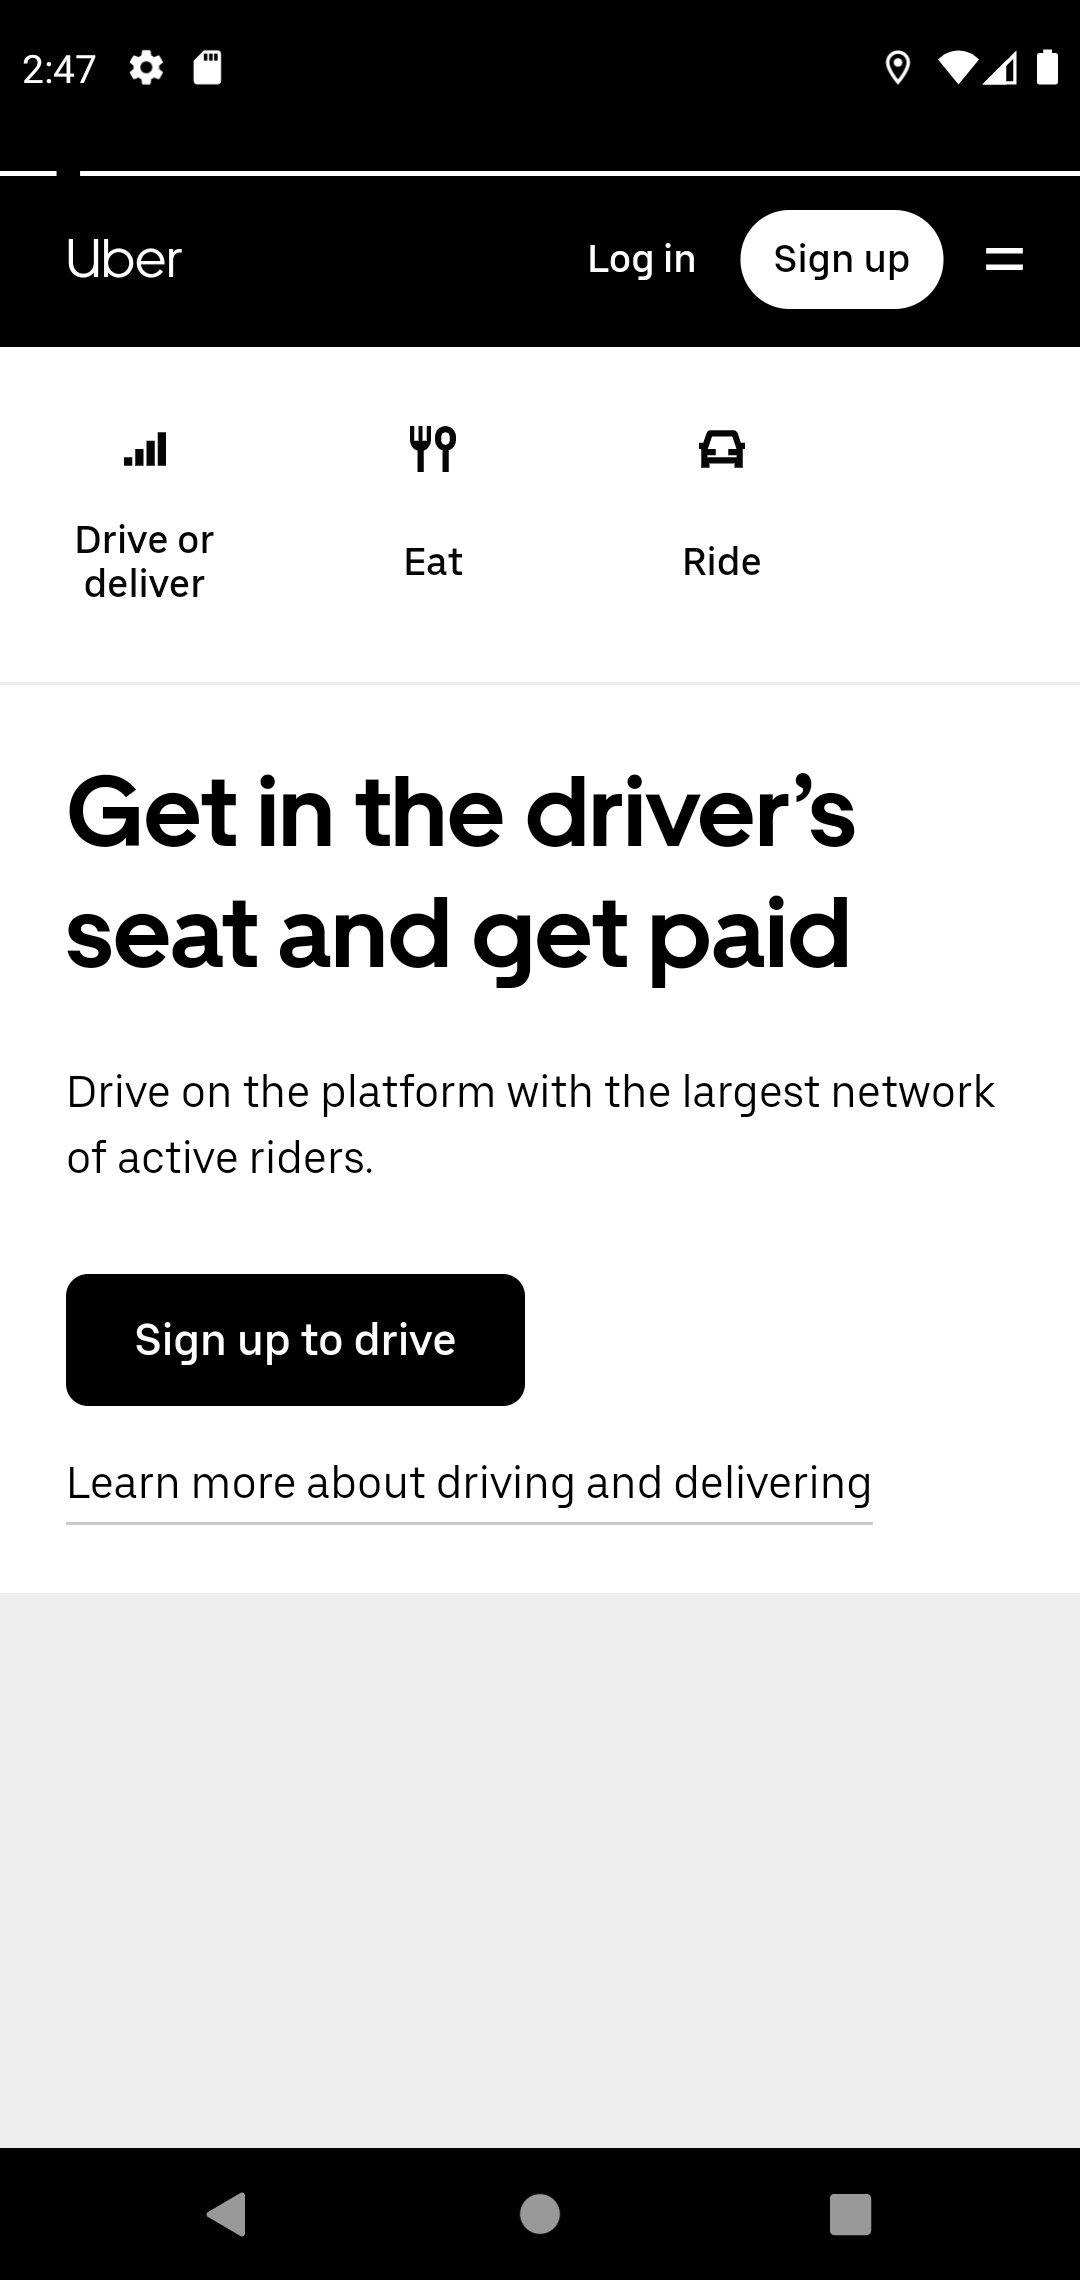 2:47
Uber
Log in
Sign up
Drive or
deliver
Eat
Ride
Get in the driver’s
seat and get paid
Drive on the platform with the largest network
of active riders.
Sign up to drive
Learn more about driving and delivering